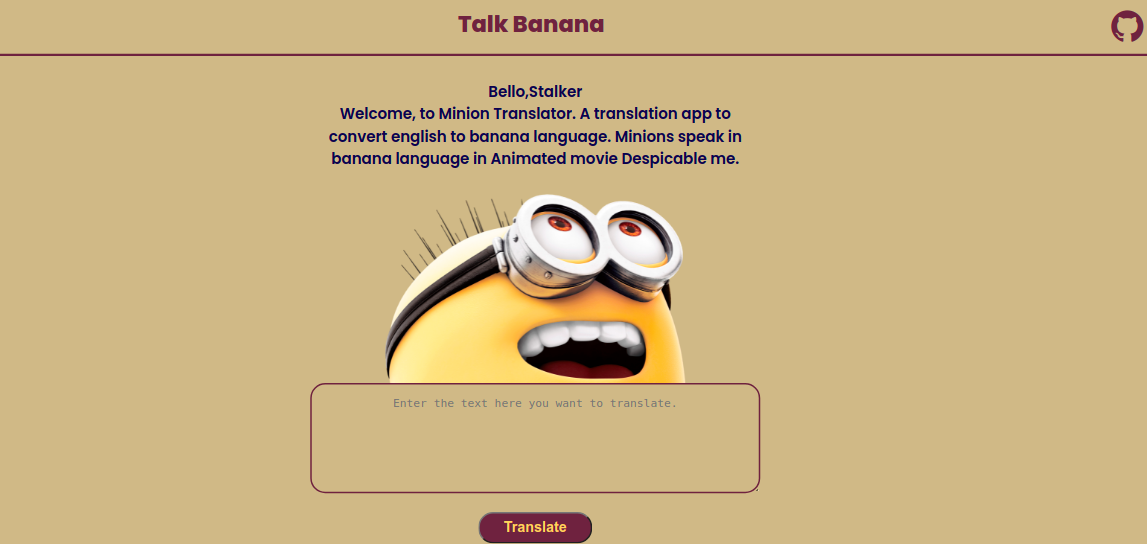 Talk Banana
Bello,Stalker
Welcome, to Minion Translator. A translation app to
convert english to banana language. Minions speak in
banana language in Animated movie Despicable me.
Enter the text here you want to translate.
Translate